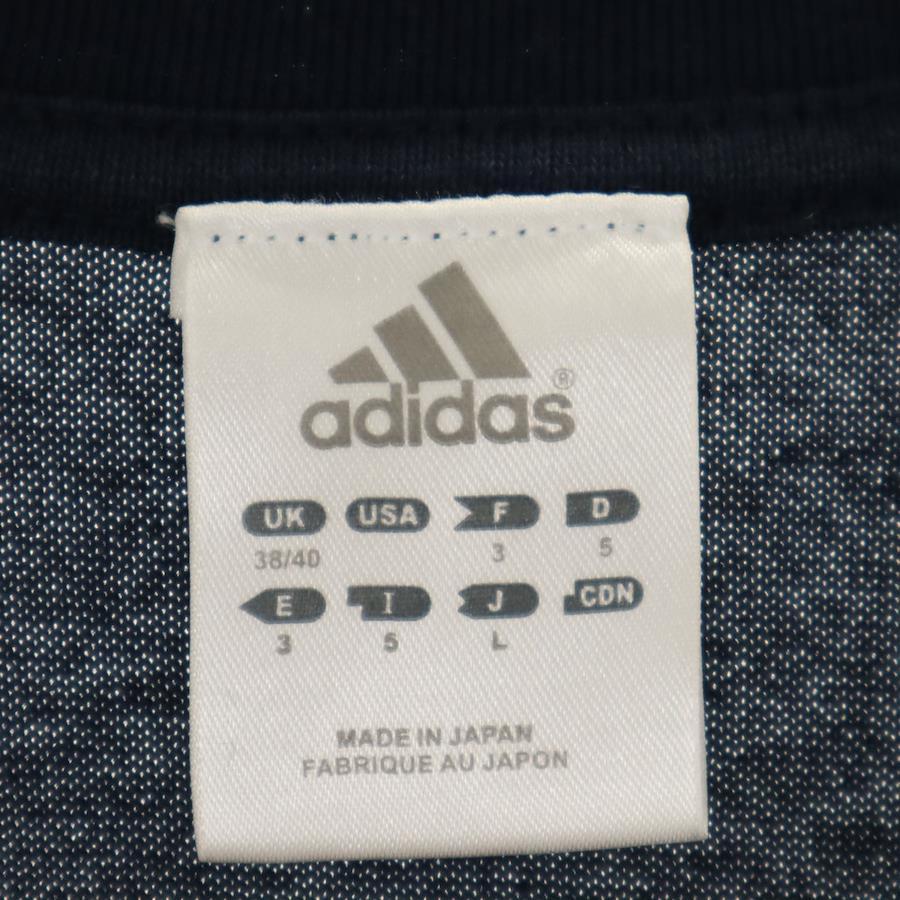 adidas®
UK USA F D
38/40 3 5
E I J CDN
3 5 L
MADE IN JAPAN
FABRIQUE AU JAPON